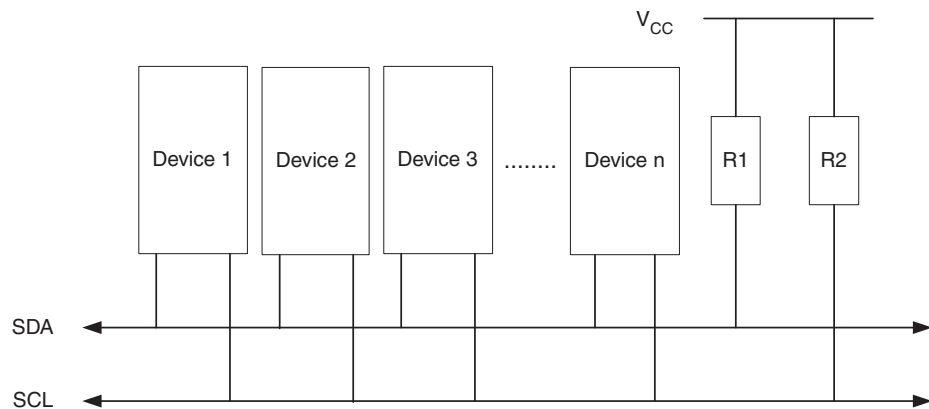 VCC
Device 1 Device 2 Device 3 ........ Device n R1 R2
SDA
SCL